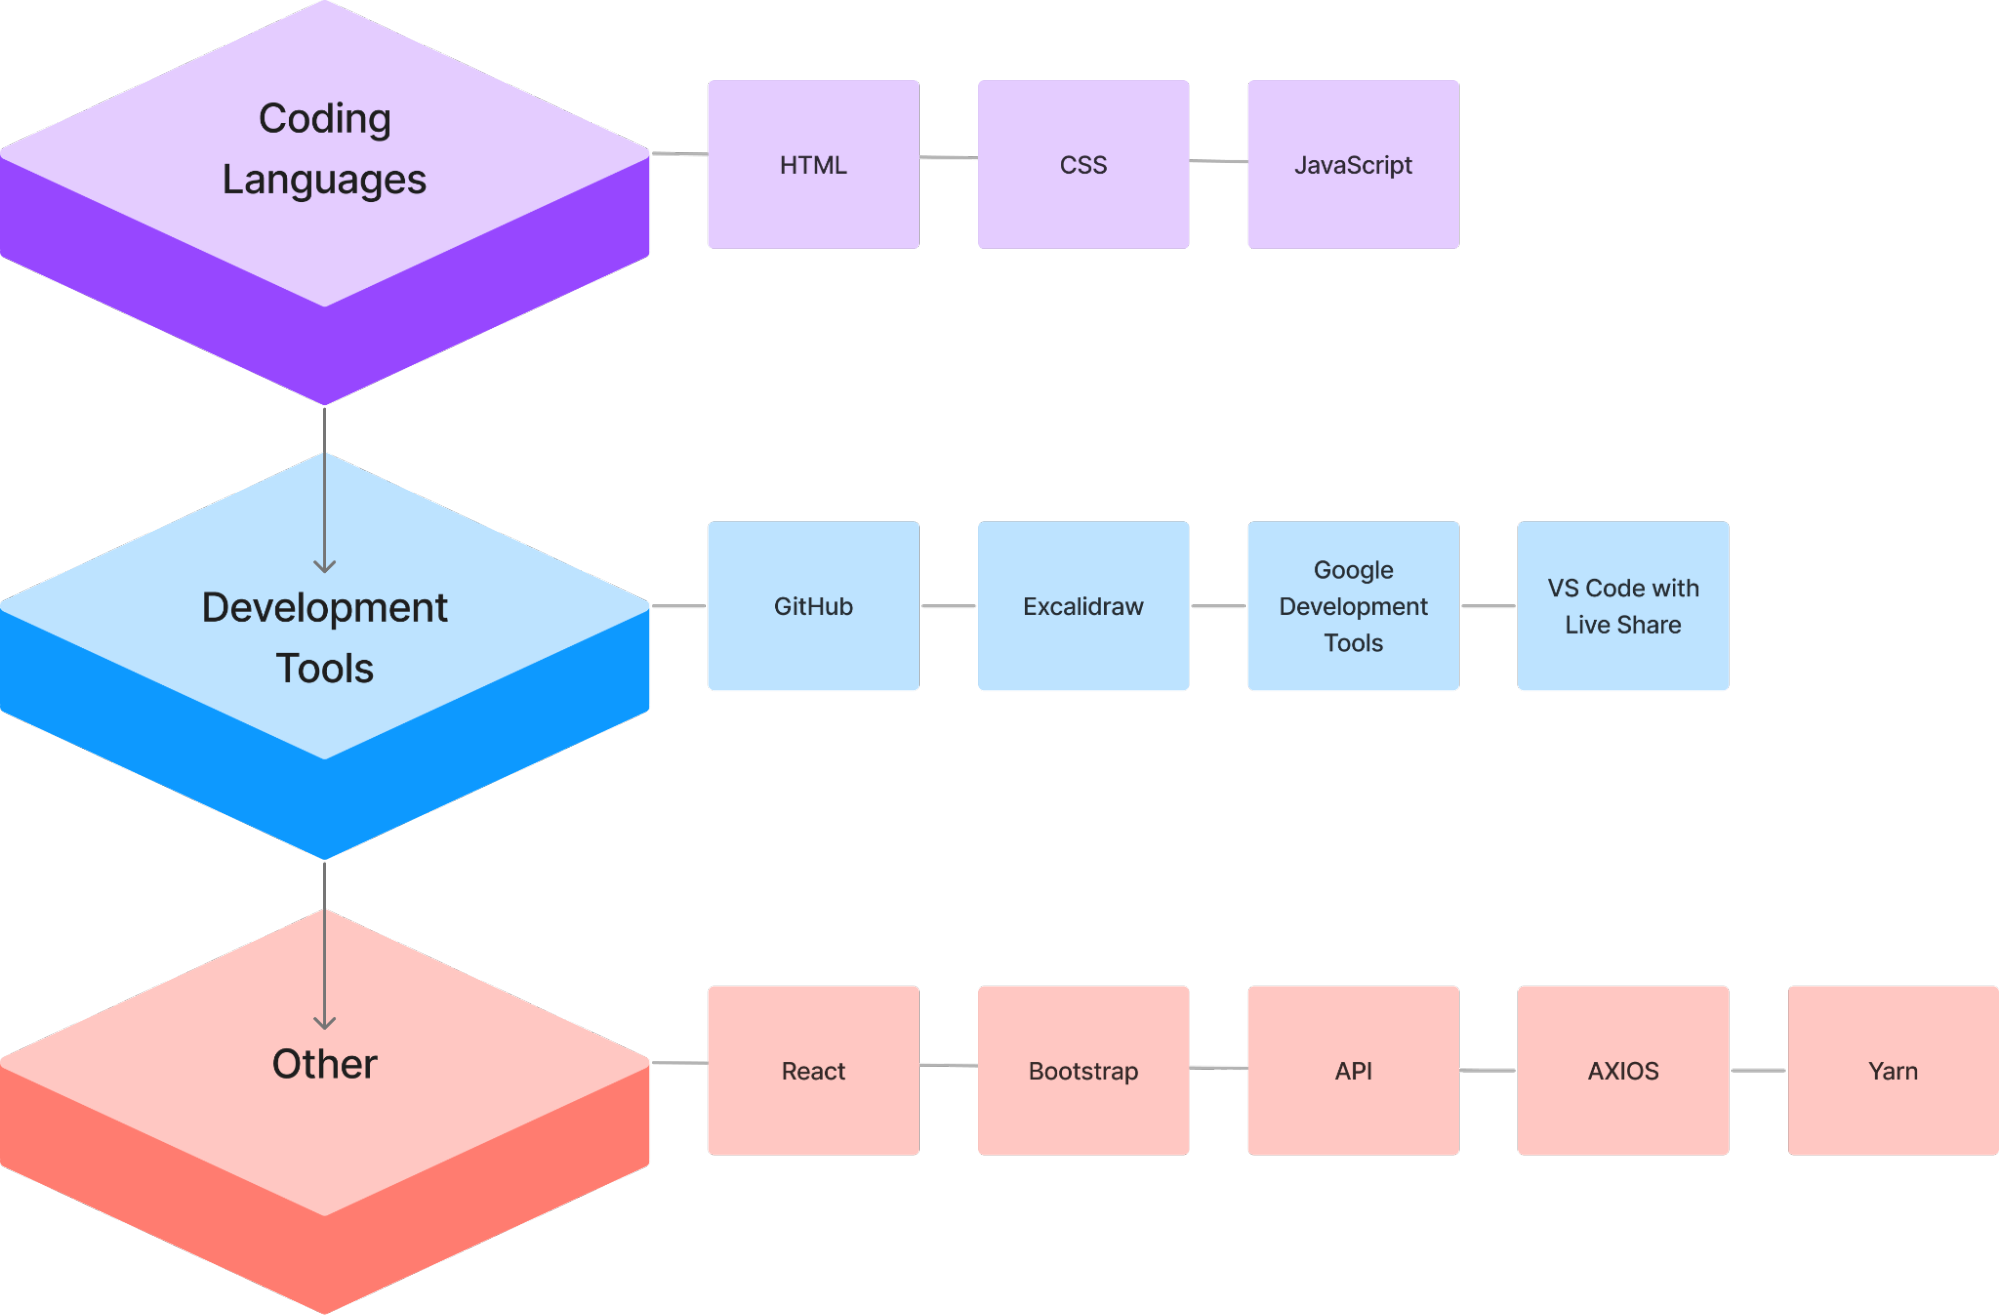 Coding
Languages
HTML
CSS
JavaScript
Development
Tools
GitHub
Excalidraw
Google
Development
Tools
VS Code with
Live Share
Other
React
Bootstrap
API
AXIOS
Yarn